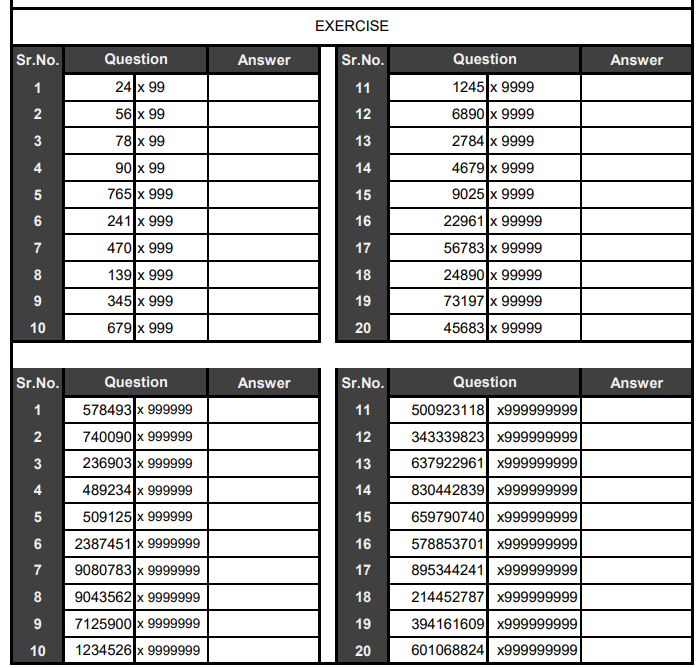 EXERCISE
Sr.No. Question Answer Sr.No. Question Answer
1 24 x 99 11 1245 x 9999
2 56 x 99 12 6890 x 9999
3 78 x 99 13 2784 x 9999
4 90 x 99 14 4679 x 9999
5 765 x 999 15 9025 x 9999
6 241 x 999 16 22961 x 99999
7 470 x 999 17 56783 x 99999
8 139 x 999 18 24890 x 99999
9 345 x 999 19 73197 x 99999
10 679 x 999 20 45683 x 99999
Sr.No. Question Answer Sr.No. Question Answer
1 578493 x 999999 11 500923118 x999999999
2 740090 x 999999 12 343339823 x999999999
3 236903 x 999999 13 637922961 x999999999
4 489234 x 999999 14 830442839 x999999999
5 509125 x 999999 15 659790740 x999999999
6 2387451 x 9999999 16 578853701 x999999999
7 9080783 x 9999999 17 895344241 x999999999
8 9043562 x 9999999 18 214452787 x999999999
9 7125900 x 9999999 19 394161609 x999999999
10 1234526 x 9999999 20 601068824 x999999999